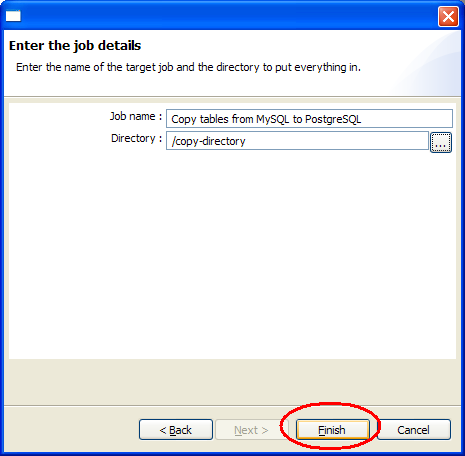 Enter the job details
Enter the name of the target job and the directory to put everything in.
Job name : Copy tables from MySQL to PostgreSQL
Directory : /copy-directory ...
< Back Next > Finish Cancel